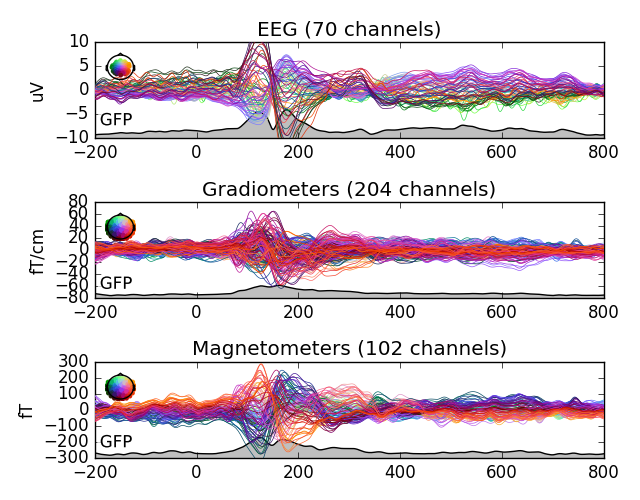 EEG (70 channels)
10
5
0
−5
−10
uV
GFP
−200 0 200 400 600 800
Gradiometers (204 channels)
80
60
40
20
0
−20
−40
−60
−80
fT/cm
GFP
−200 0 200 400 600 800
Magnetometers (102 channels)
300
200
100
0
−100
−200
−300
fT
GFP
−200 0 200 400 600 800